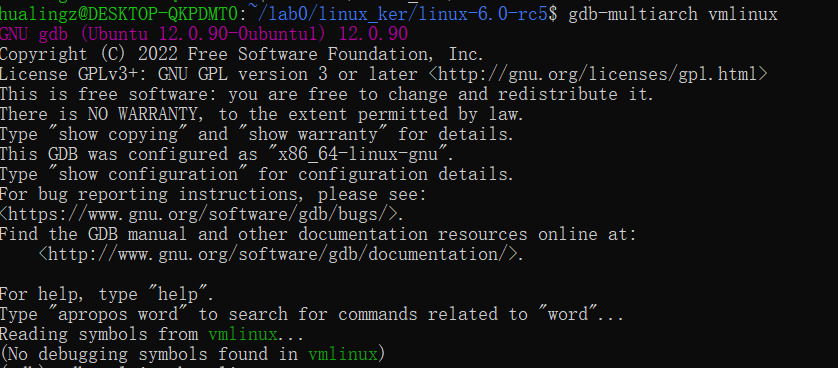 hualingz@DESKTOP-QKPDMT0:~/lab0/linux_ker/linux-6.0-rc5$ gdb-multiarch vmlinux
GNU gdb (Ubuntu 12.0.90-0ubuntu1) 12.0.90
Copyright (C) 2022 Free Software Foundation, Inc.
License GPLv3+: GNU GPL version 3 or later <http://gnu.org/licenses/gpl.html>
This is free software: you are free to change and redistribute it.
There is NO WARRANTY, to the extent permitted by law.
Type "show copying" and "show warranty" for details.
This GDB was configured as "x86_64-linux-gnu".
Type "show configuration" for configuration details.
For bug reporting instructions, please see:
<https://www.gnu.org/software/gdb/bugs/>.
Find the GDB manual and other documentation resources online at:
    <http://www.gnu.org/software/gdb/documentation/>.

For help, type "help".
Type "apropos word" to search for commands related to "word"...
Reading symbols from vmlinux...
(No debugging symbols found in vmlinux)